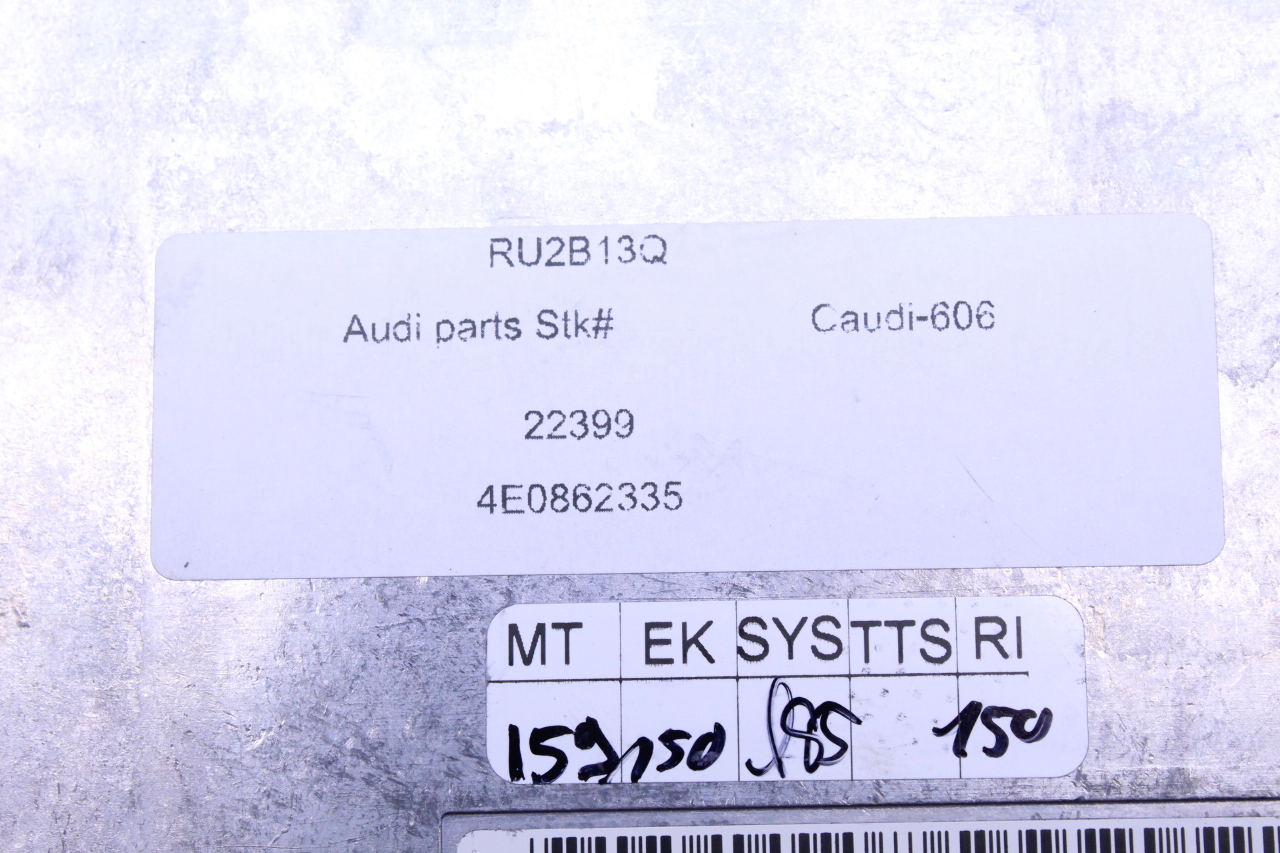 RU2B13Q
Audi parts Stk# Caudi-606
22399
4E0862335
MT EK SYS TTS RI
159 150 185 150